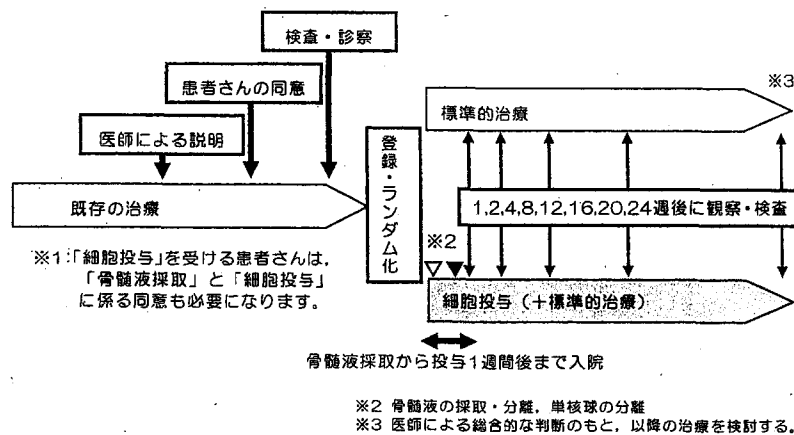 検査・診察
患者さんの同意
医師による説明
既存の治療
登録・ランダム化
※3
標準的治療
1,2,4,8,12,16,20,24週後に観察・検査
※2
細胞投与（＋標準的治療）
※1:「細胞投与」を受ける患者さんは,
「骨髄液採取」と「細胞投与」
に係る同意も必要になります。
骨髄液採取から投与1週間後まで入院
※2 骨髄液の採取・分離，単核球の分離
※3 医師による総合的な判断のもと，以降の治療を検討する。